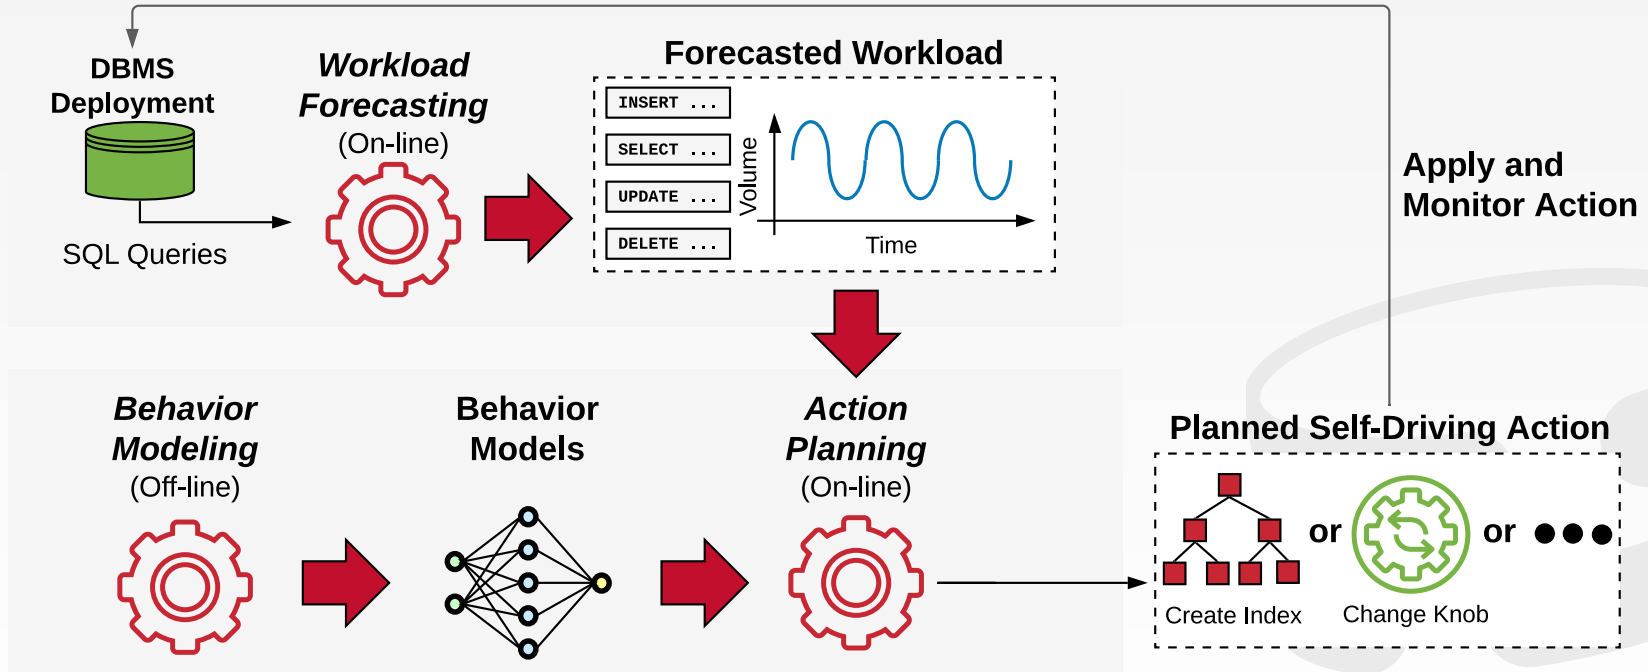 DBMS
Deployment
SQL Queries
Workload
Forecasting
(On-line)
Forecasted Workload
INSERT ...
SELECT ...
UPDATE ...
DELETE ...
Volume
Time
Apply and
Monitor Action
Behavior
Modeling
(Off-line)
Behavior
Models
Action
Planning
(On-line)
Planned Self-Driving Action
or
or
Create Index
Change Knob